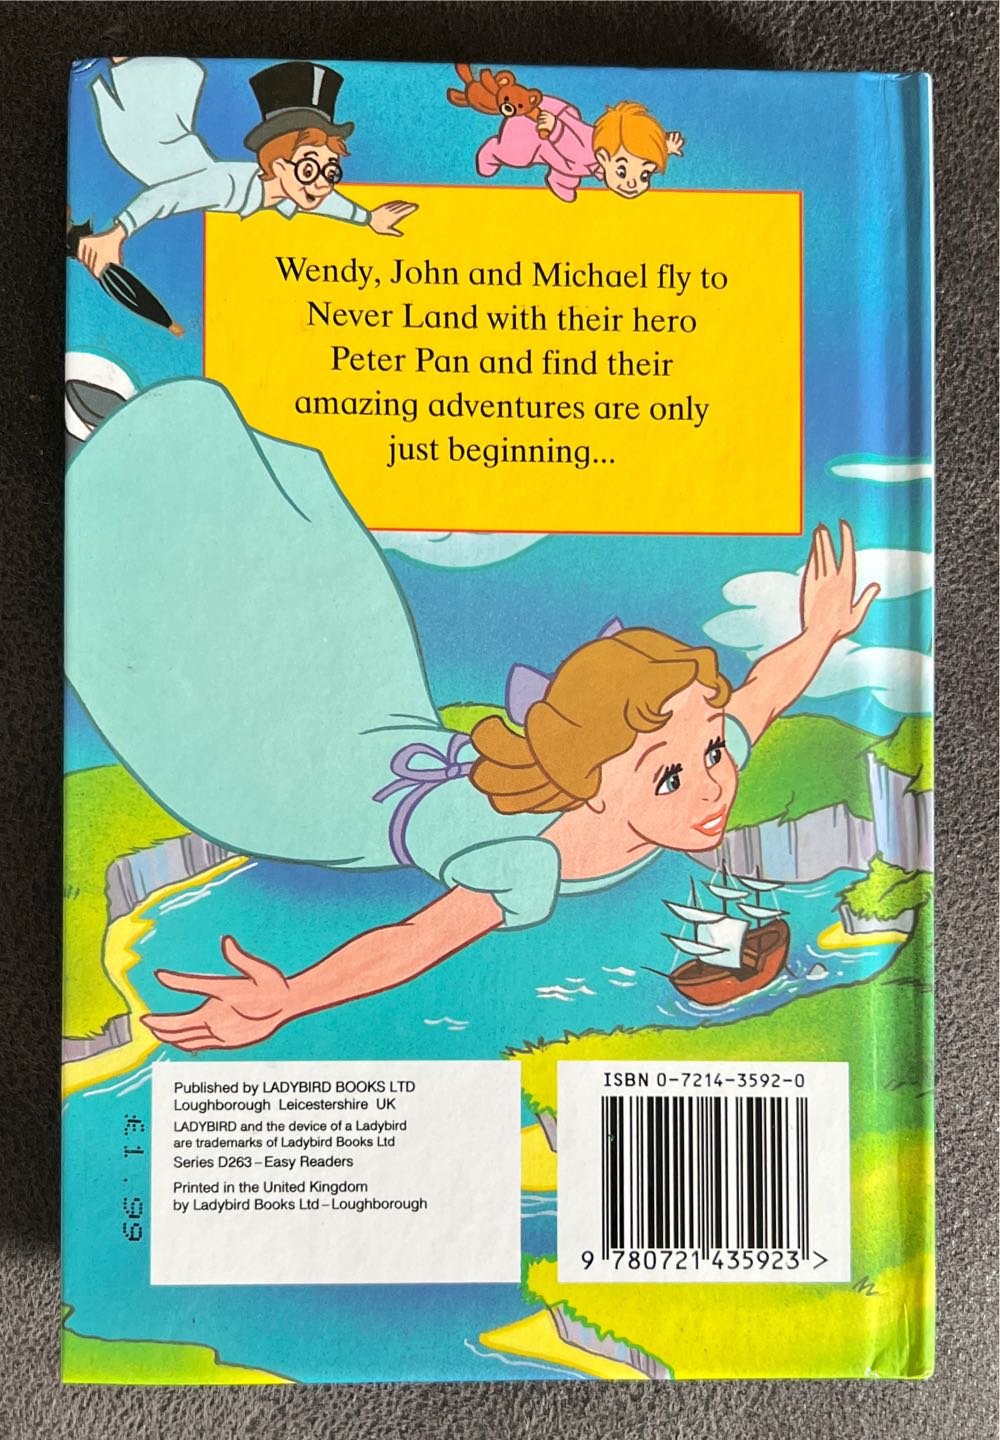 Wendy, John and Michael fly to
Never Land with their hero
Peter Pan and find their
amazing adventures are only
just beginning...
Published by LADYBIRD BOOKS LTD
Loughborough Leicestershire UK
LADYBIRD and the device of a Ladybird
are trademarks of Ladybird Books Ltd
Series D263–Easy Readers
Printed in the United Kingdom
by Ladybird Books Ltd–Loughborough
ISBN 0-7214-3592-0
9 780721 435923 >